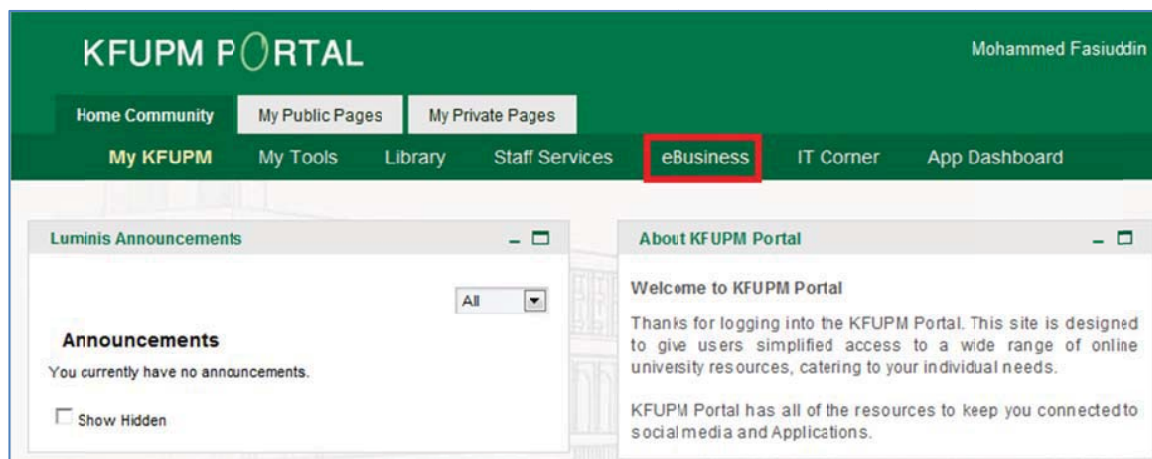 KFUPM PORTAL
Mohammed Fasiuddin
Home Community My Public Pages My Private Pages
My KFUPM My Tools Library Staff Services eBusiness IT Corner App Dashboard
Luminis Announcements
All
Announcements
You currently have no announcements.
Show Hidden
About KFUPM Portal
Welcome to KFUPM Portal
Thanks for logging into the KFUPM Portal. This site is designed
to give users simplified access to a wide range of online
university resources, catering to your individual needs.
KFUPM Portal has all of the resources to keep you connected to
social media and Applications.